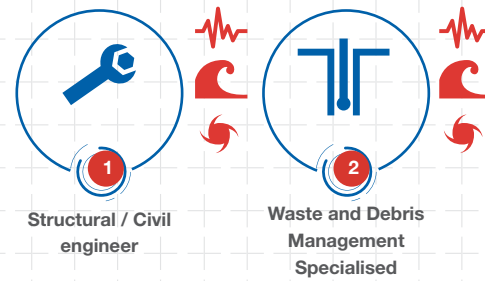 1
Structural / Civil
engineer
2
Waste and Debris
Management
Specialised